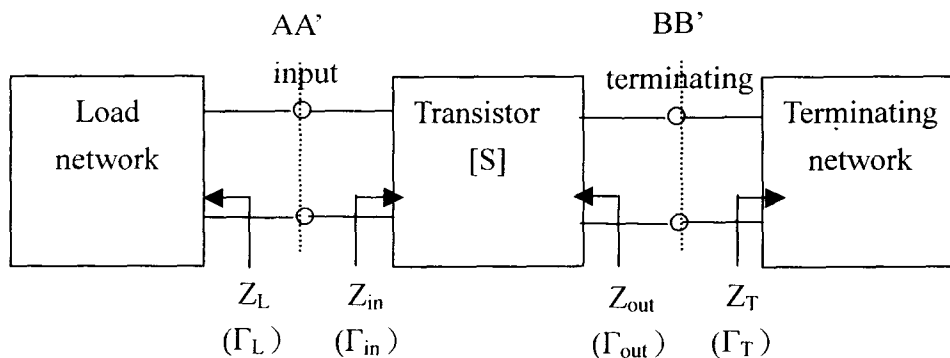 AA'
input
BB'
terminating
Load
network
Transistor
[S]
Terminating
network
Z_L
(Γ_L)
Z_in
(Γ_in)
Z_out
(Γ_out)
Z_T
(Γ_T)